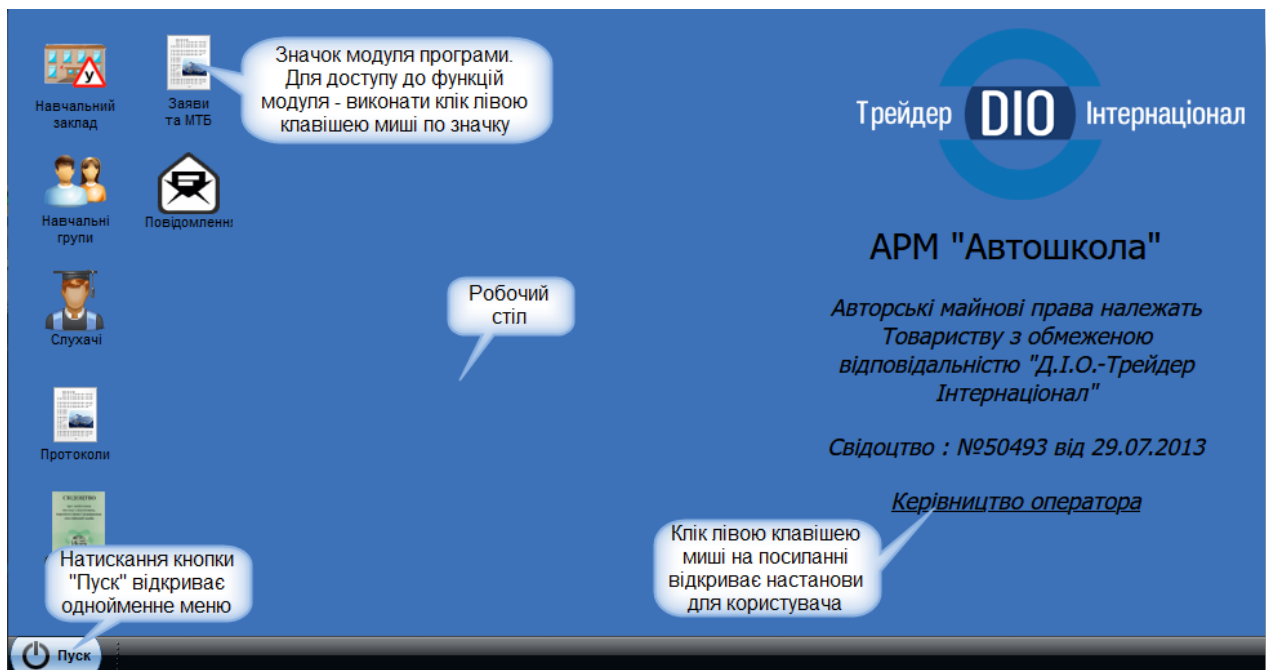 Навчальний
заклад
Заяви
та МТБ
Значок модуля програми.
Для доступу до функцій
модуля - виконати клік лівою
клавішею миші по значку
Трейдер DIO Інтернаціонал
Навчальні
групи
Повідомлення
АРМ "Автошкола"
Слухачі
Робочий
стіл
Авторські майнові права належать
Товариству з обмеженою
відповідальністю "Д.І.О.-Трейдер
Інтернаціонал"
Протоколи
Свідоцтво : №50493 від 29.07.2013
СВІДОЦТВО
Керівництво оператора
Клік лівою клавішею
миші на посиланні
відкриває настанови
для користувача
Натискання кнопки
"Пуск" відкриває
однойменне меню
Пуск